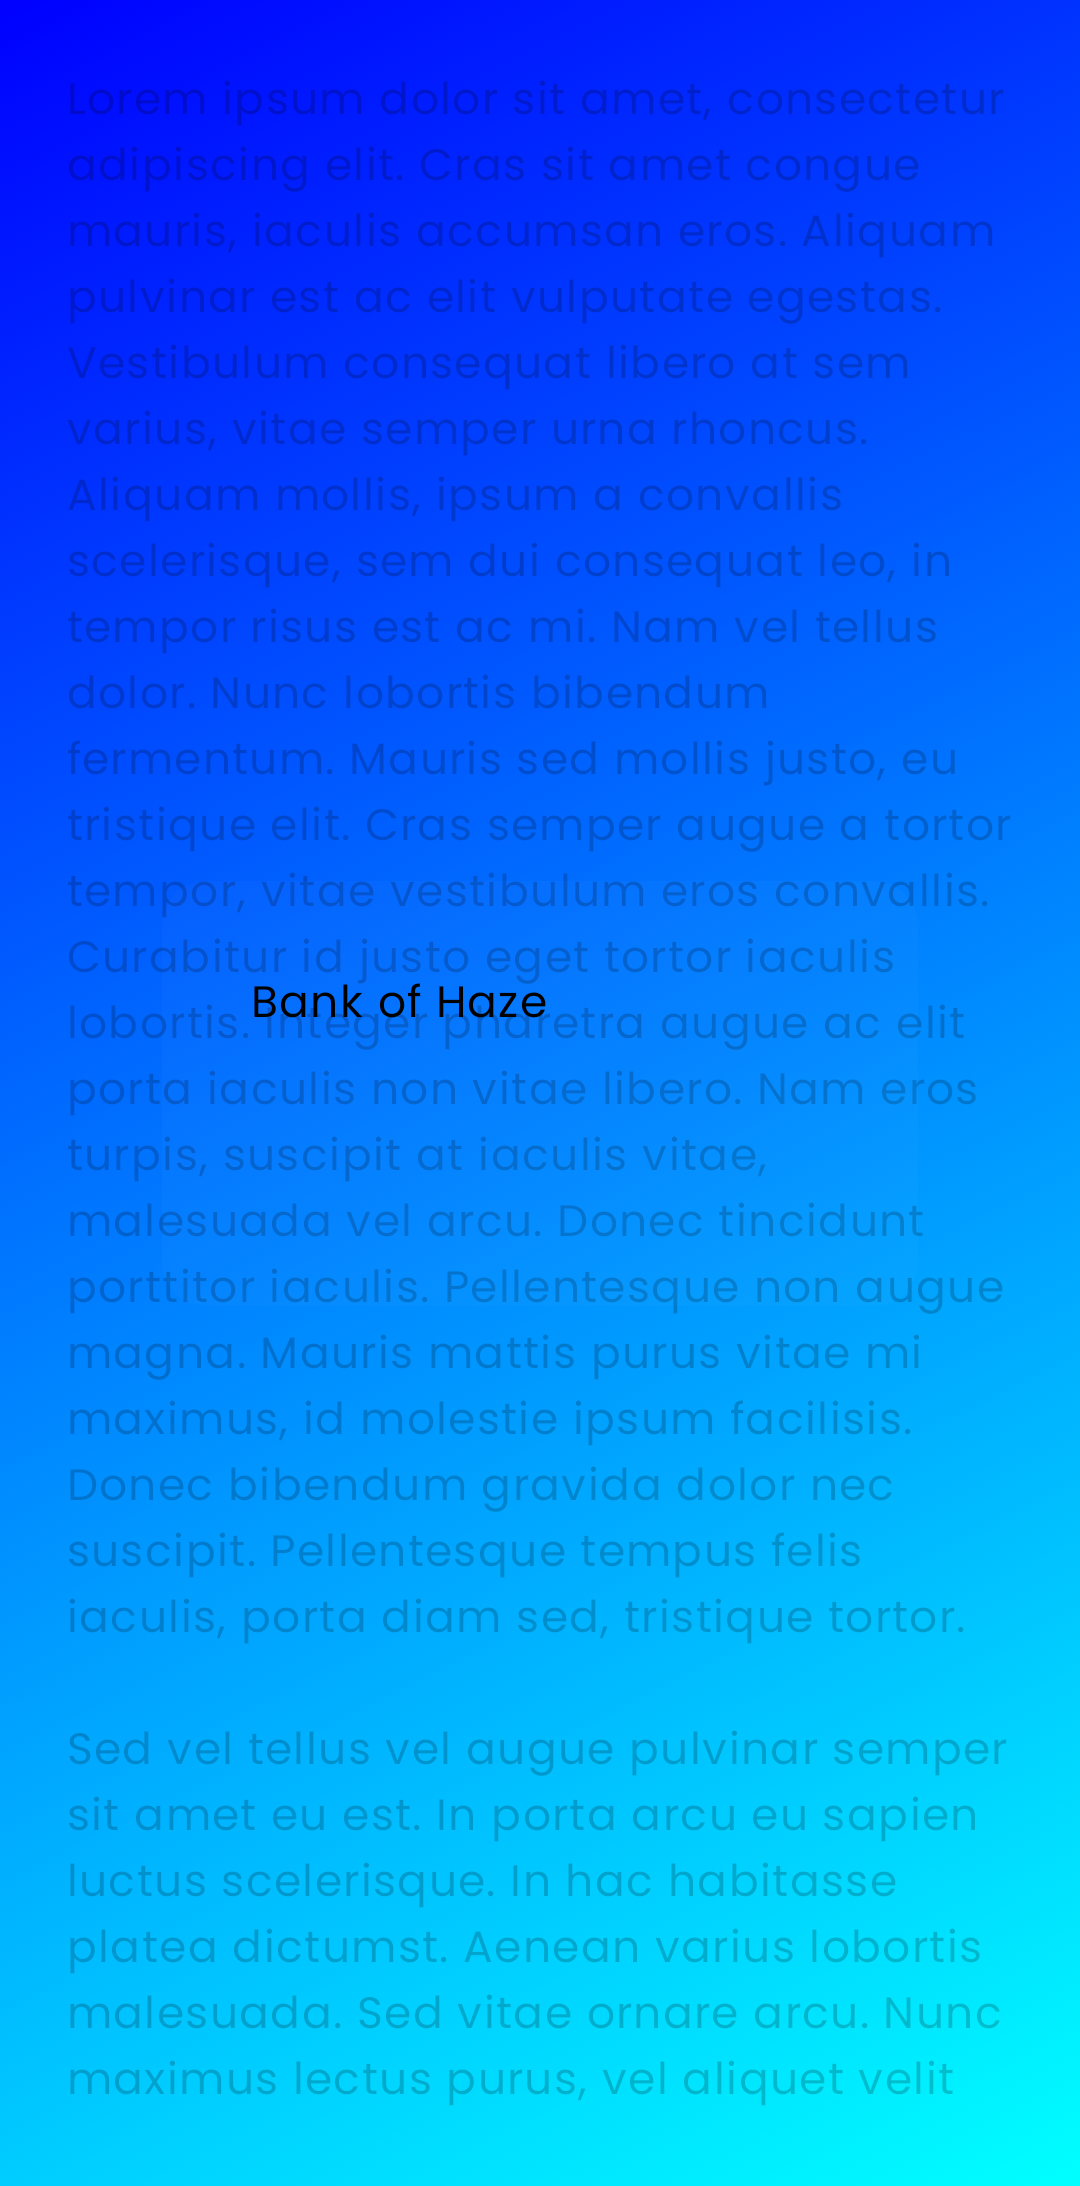 Lorem ipsum dolor sit amet, consectetur
adipiscing elit. Cras sit amet congue
mauris, iaculis accumsan eros. Aliquam
pulvinar est ac elit vulputate egestas.
Vestibulum consequat libero at sem
varius, vitae semper urna rhoncus.
Aliquam mollis, ipsum a convallis
scelerisque, sem dui consequat leo, in
tempor risus est ac mi. Nam vel tellus
dolor. Nunc lobortis bibendum
fermentum. Mauris sed mollis justo, eu
tristique elit. Cras semper augue a tortor
tempor, vitae vestibulum eros convallis.
Curabitur id justo eget tortor iaculis
Bank of Haze
lobortis. Integer pharetra augue ac elit
porta iaculis non vitae libero. Nam eros
turpis, suscipit at iaculis vitae,
malesuada vel arcu. Donec tincidunt
porttitor iaculis. Pellentesque non augue
magna. Mauris mattis purus vitae mi
maximus, id molestie ipsum facilisis.
Donec bibendum gravida dolor nec
suscipit. Pellentesque tempus felis
iaculis, porta diam sed, tristique tortor.
Sed vel tellus vel augue pulvinar semper
sit amet eu est. In porta arcu eu sapien
luctus scelerisque. In hac habitasse
platea dictumst. Aenean varius lobortis
malesuada. Sed vitae ornare arcu. Nunc
maximus lectus purus, vel aliquet velit